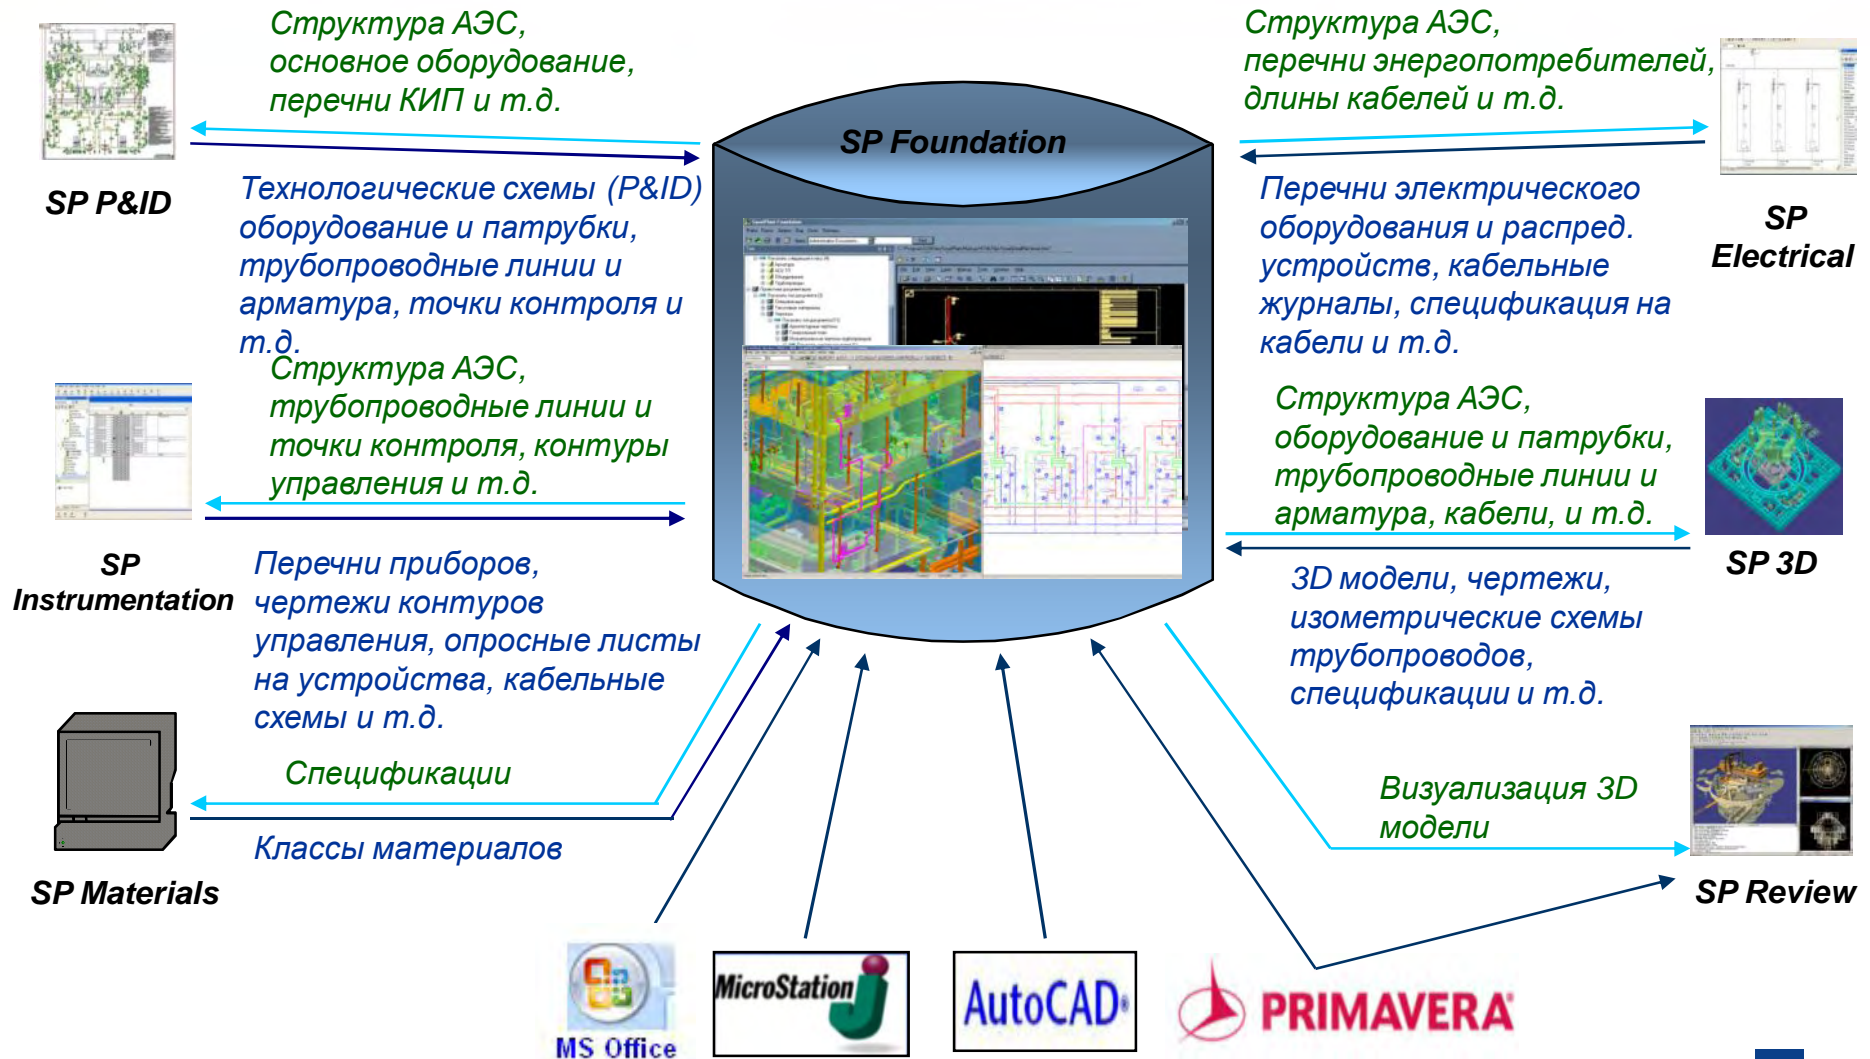 Структура АЭС,
основное оборудование,
перечни КИП и т.д.
SP P&ID
Технологические схемы (P&ID)
оборудование и патрубки,
трубопроводные линии и
арматура, точки контроля и
т.д.
Структура АЭС,
трубопроводные линии и
точки контроля, контуры
управления и т.д.
SP
Instrumentation
Перечни приборов,
чертежи контуров
управления, опросные листы
на устройства, кабельные
схемы и т.д.
Спецификации
Классы материалов
SP Materials
SP Foundation
Структура АЭС,
перечни энергопотребителей,
длины кабелей и т.д.
SP
Electrical
Перечни электрического
оборудования и распред.
устройств, кабельные
журналы, спецификация на
кабели и т.д.
Структура АЭС,
оборудование и патрубки,
трубопроводные линии и
арматура, кабели, и т.д.
SP 3D
3D модели, чертежи,
изометрические схемы
трубопроводов,
спецификации и т.д.
Визуализация 3D
модели
SP Review
MS Office
MicroStation J
AutoCAD®
PRIMAVERA